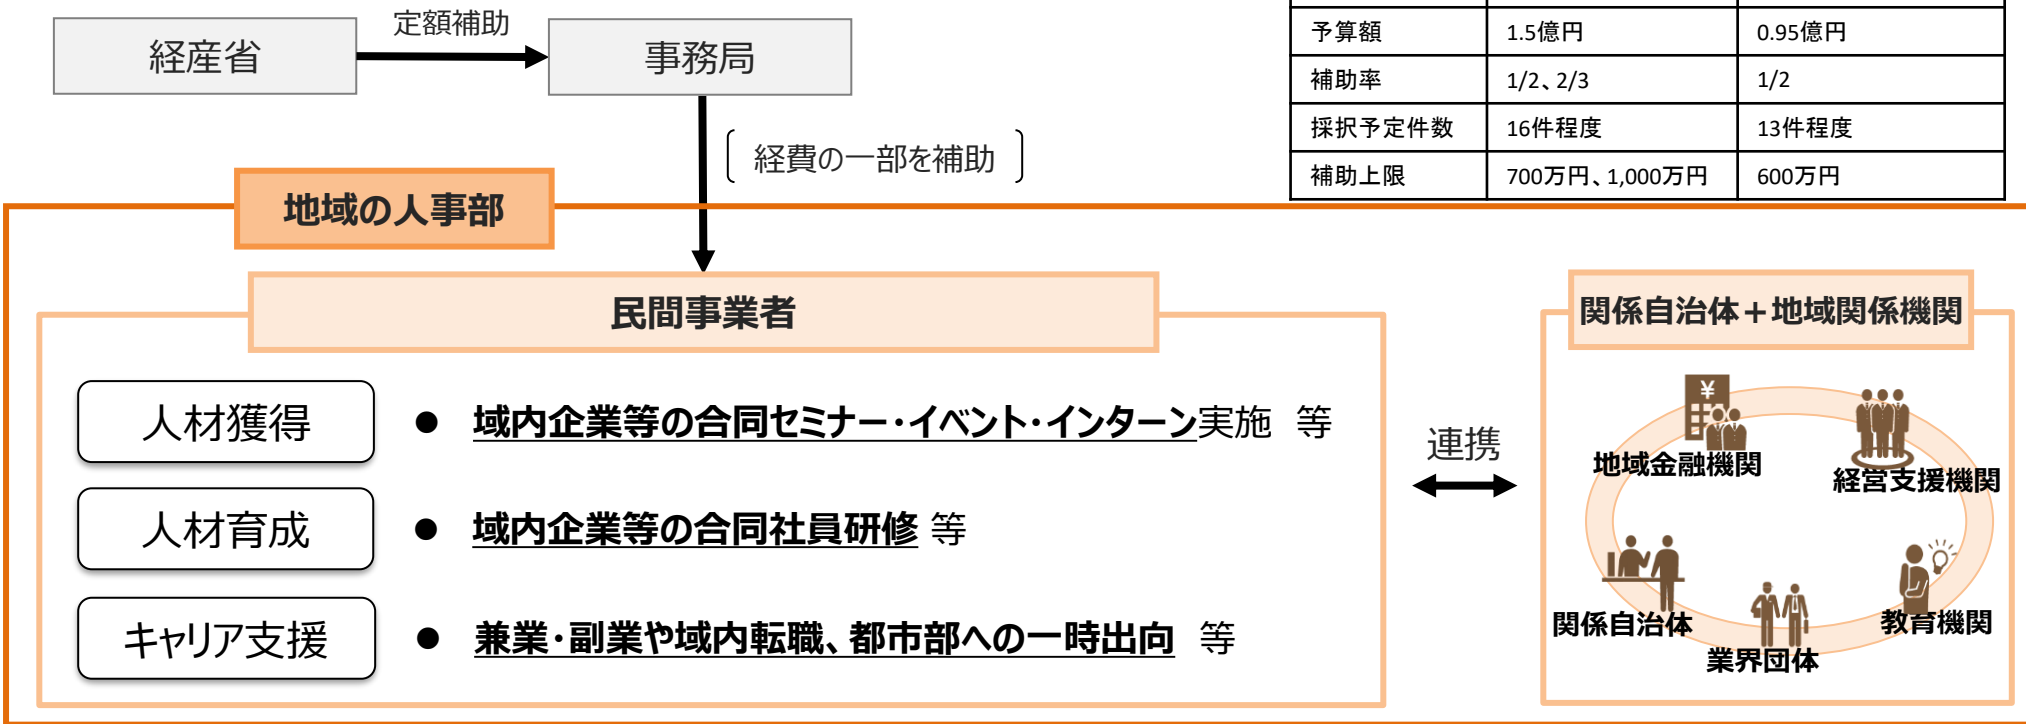 定額補助
経産省
事務局
経費の一部を補助
予算額 1.5億円 0.95億円
補助率 1/2、2/3 1/2
採択予定件数 16件程度 13件程度
補助上限 700万円、1,000万円 600万円
地域の人事部
民間事業者
人材獲得
● 域内企業等の合同セミナー・イベント・インターン実施 等
人材育成
● 域内企業等の合同社員研修 等
キャリア支援
● 兼業・副業や域内転職、都市部への一時出向 等
連携
関係自治体＋地域関係機関
¥
地域金融機関
経営支援機関
関係自治体
教育機関
業界団体